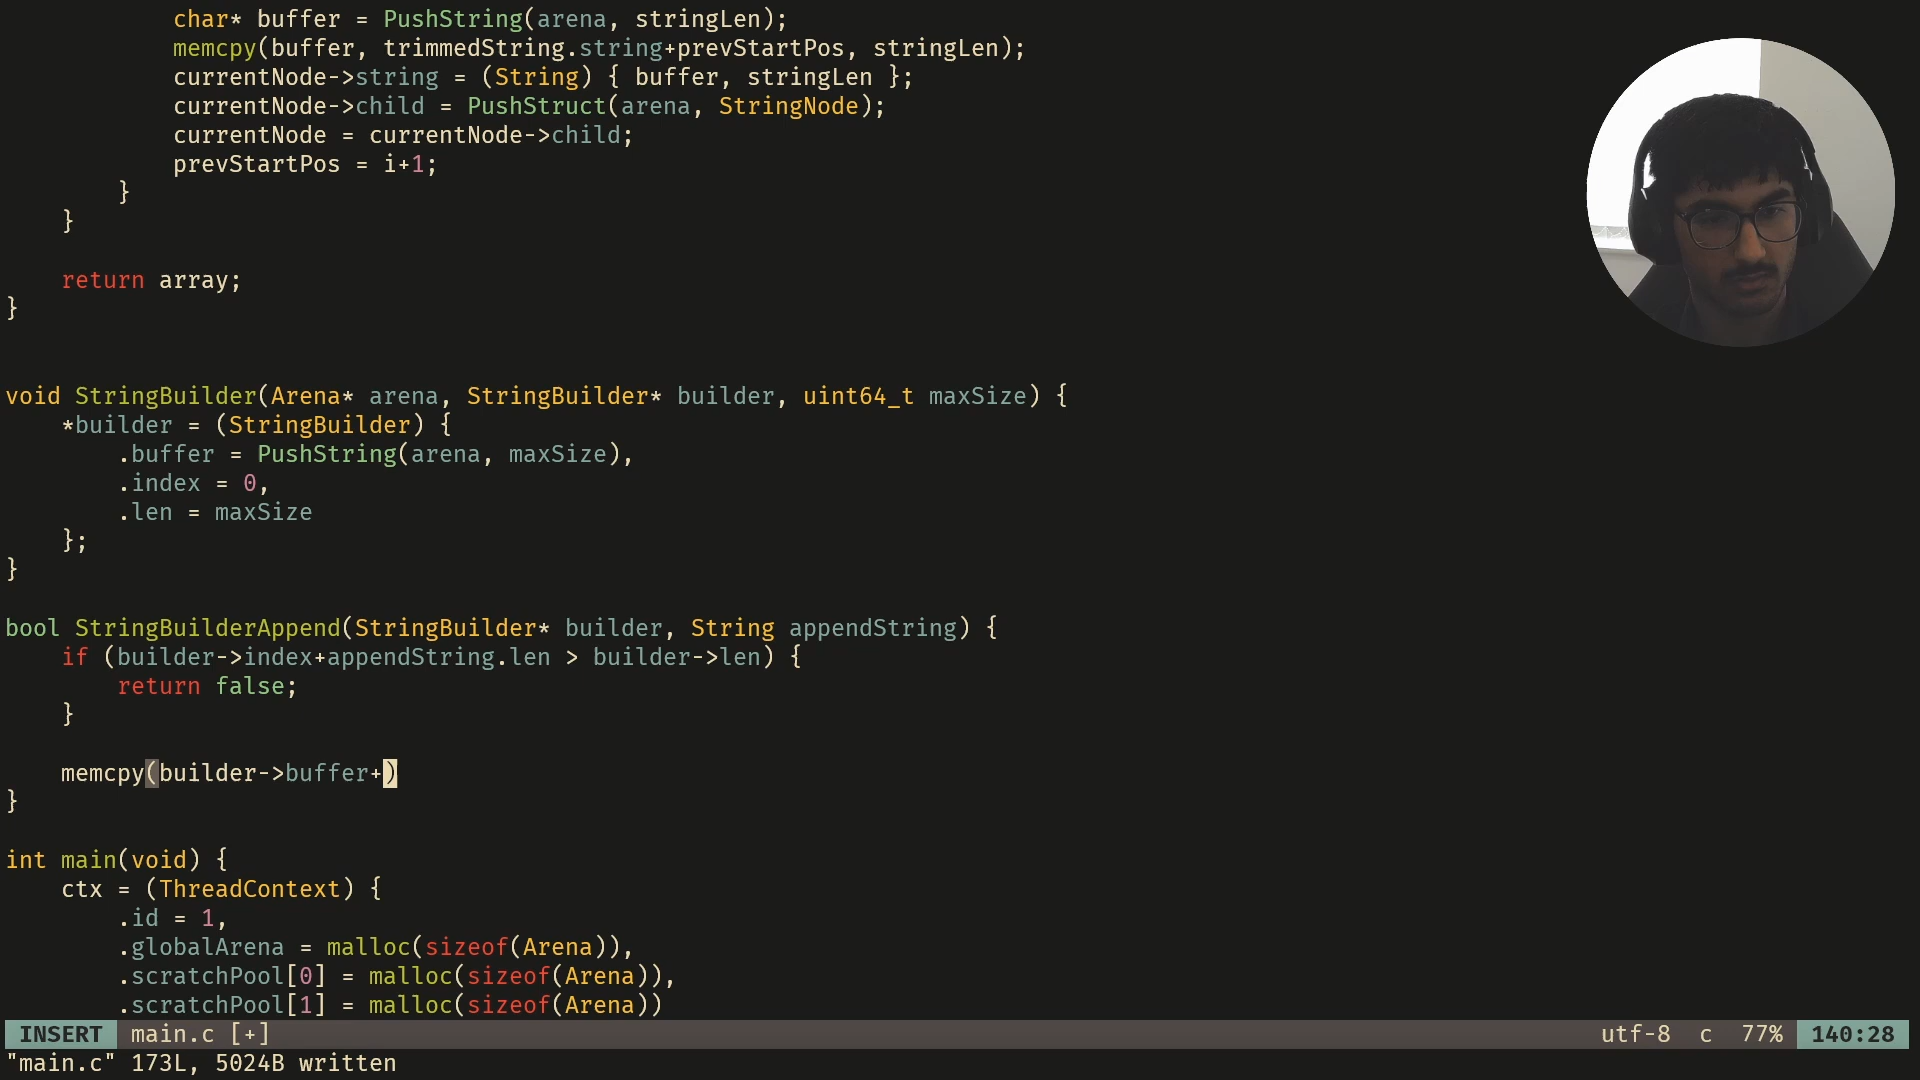 char* buffer = PushString(arena, stringLen);
memcpy(buffer, trimmedString.string+prevStartPos, stringLen);
currentNode->string = (String) { buffer, stringLen };
currentNode->child = PushStruct(arena, StringNode);
currentNode = currentNode->child;
prevStartPos = i+1;
}
}
return array;
}
void StringBuilder(Arena* arena, StringBuilder* builder, uint64_t maxSize) {
*builder = (StringBuilder) {
.buffer = PushString(arena, maxSize),
.index = 0,
.len = maxSize
};
}
bool StringBuilderAppend(StringBuilder* builder, String appendString) {
if (builder->index+appendString.len > builder->len) {
return false;
}
memcpy(builder->buffer+)
}
int main(void) {
ctx = (ThreadContext) {
.id = 1,
.globalArena = malloc(sizeof(Arena)),
.scratchPool[0] = malloc(sizeof(Arena)),
.scratchPool[1] = malloc(sizeof(Arena))
INSERT main.c [+] utf-8 c 77% 140:28
"main.c" 173L, 5024B written